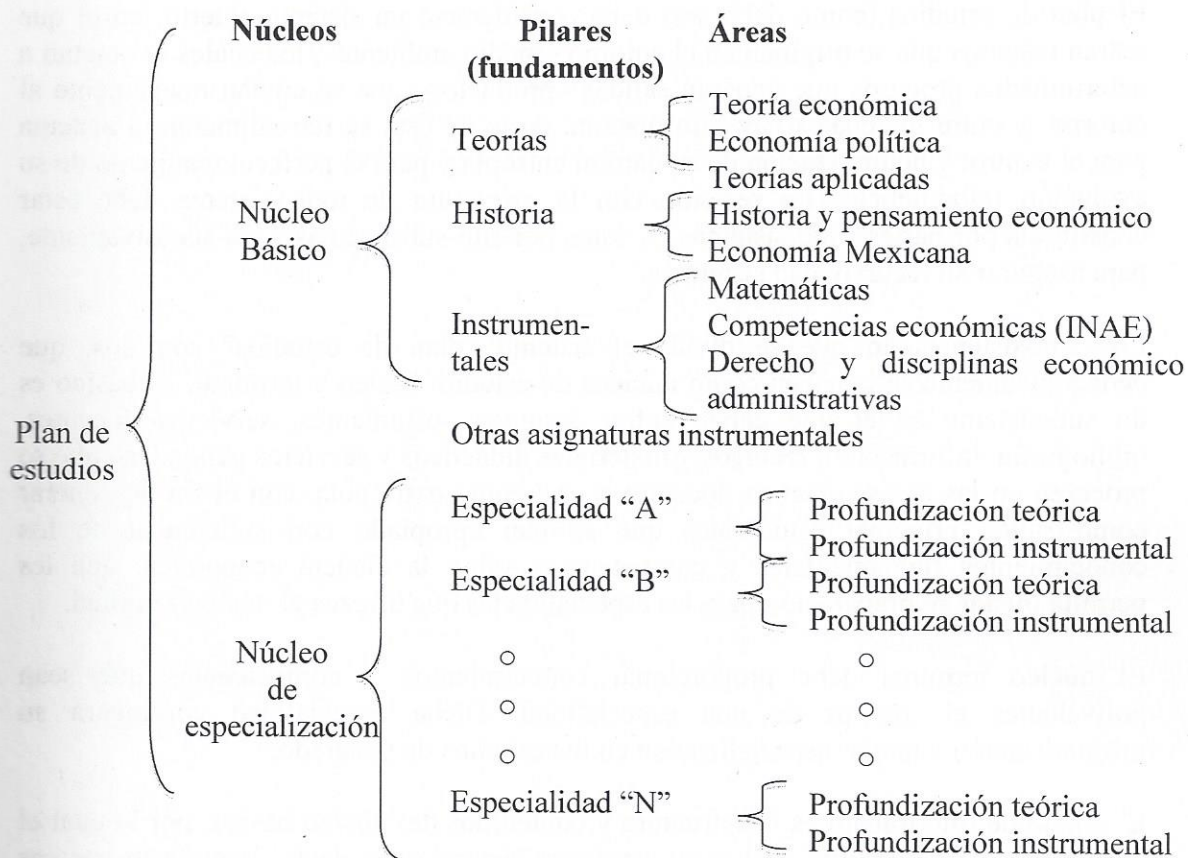 Núcleos Pilares Áreas
(fundamentos)
Teoría económica
Teorías
Economía política
Teorías aplicadas
Núcleo
Básico
Historia
Historia y pensamiento económico
Economía Mexicana
Matemáticas
Instrumen-
tales
Competencias económicas (INAE)
Derecho y disciplinas económico
administrativas
Otras asignaturas instrumentales
Plan de
estudios
Especialidad “A” Profundización teórica
Profundización instrumental
Especialidad “B” Profundización teórica
Profundización instrumental
Núcleo
de
especialización
Especialidad “N” Profundización teórica
Profundización instrumental